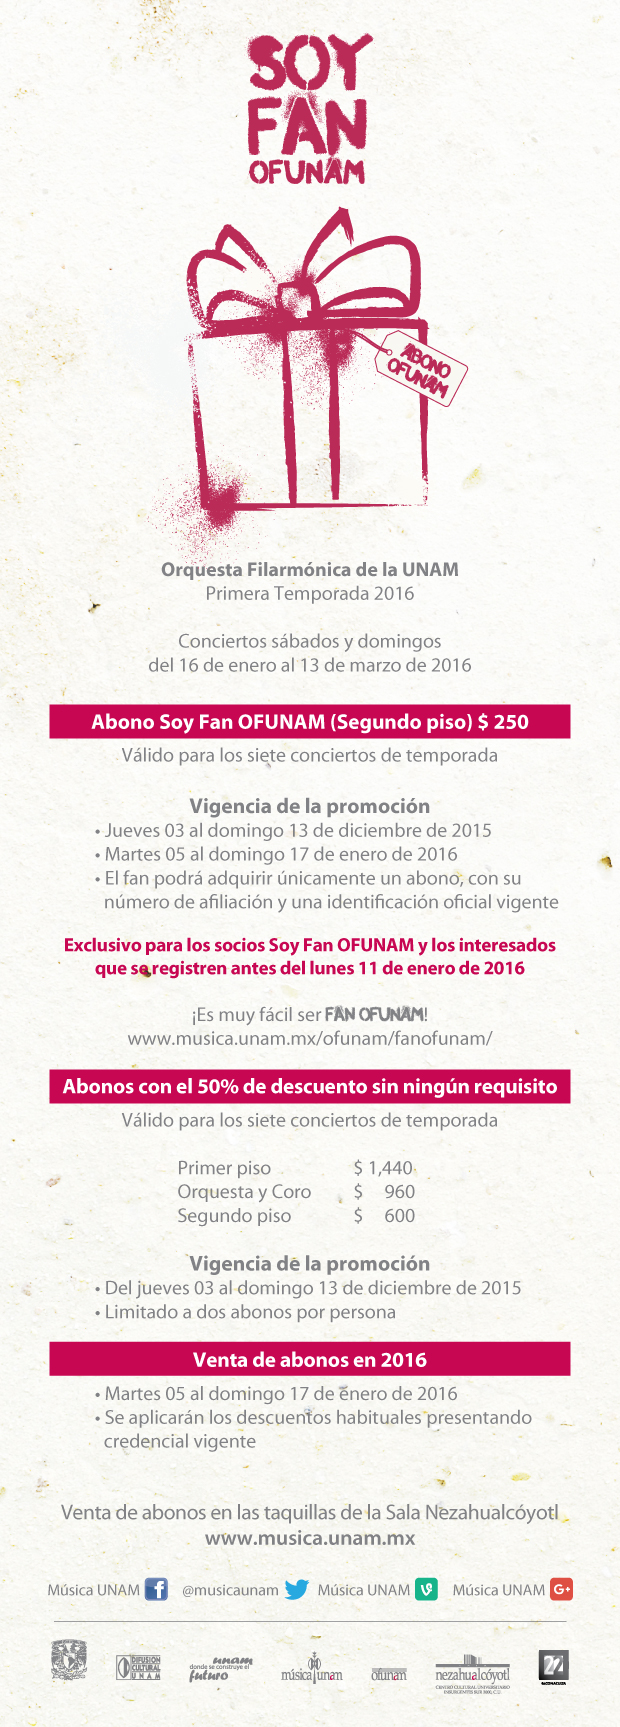 SOY
FAN
OFUNAM
ABONO
OFUNAM
Orquesta Filarmónica de la UNAM
Primera Temporada 2016
Conciertos sábados y domingos
del 16 de enero al 13 de marzo de 2016
Abono Soy Fan OFUNAM (Segundo piso) $ 250
Válido para los siete conciertos de temporada
Vigencia de la promoción
• Jueves 03 al domingo 13 de diciembre de 2015
• Martes 05 al domingo 17 de enero de 2016
• El fan podrá adquirir únicamente un abono, con su
número de afiliación y una identificación oficial vigente
Exclusivo para los socios Soy Fan OFUNAM y los interesados
que se registren antes del lunes 11 de enero de 2016
¡Es muy fácil ser FAN OFUNAM!
www.musica.unam.mx/ofunam/fanofunam/
Abonos con el 50% de descuento sin ningún requisito
Válido para los siete conciertos de temporada
Primer piso $ 1,440
Orquesta y Coro $ 960
Segundo piso $ 600
Vigencia de la promoción
• Del jueves 03 al domingo 13 de diciembre de 2015
• Limitado a dos abonos por persona
Venta de abonos en 2016
• Martes 05 al domingo 17 de enero de 2016
• Se aplicarán los descuentos habituales presentando
credencial vigente
Venta de abonos en las taquillas de la Sala Nezahualcóyotl
www.musica.unam.mx
Música UNAM @musicaunam Música UNAM Música UNAM
DIFUSIÓN
CULTURAL
UNAM
unam
donde se construye el
futuro
música unam
ofunam
nezahualcóyotl
CENTRO CULTURAL UNIVERSITARIO
INSURGENTES SUR 3000, C.U.
22